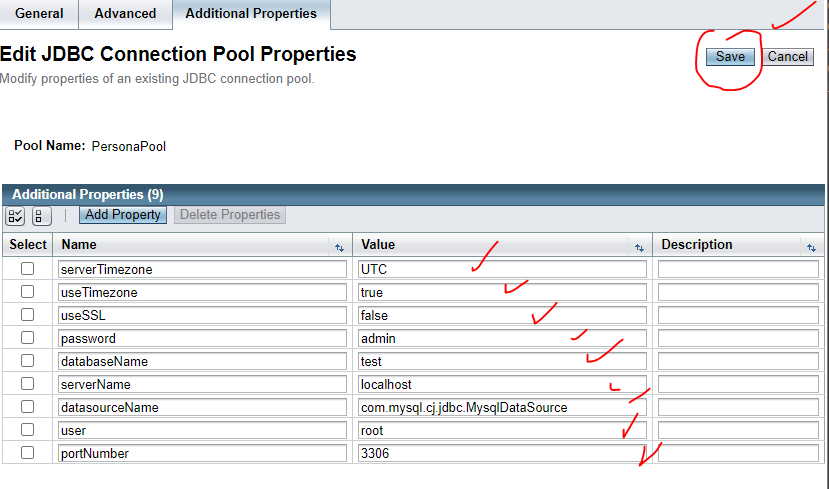 General Advanced Additional Properties
Edit JDBC Connection Pool Properties
Save Cancel
Modify properties of an existing JDBC connection pool.
Pool Name: PersonaPool
Additional Properties (9)
Add Property Delete Properties
Select Name Value Description
serverTimezone UTC
useTimezone true
useSSL false
password admin
databaseName test
serverName localhost
datasourceName com.mysql.cj.jdbc.MysqlDataSource
user root
portNumber 3306